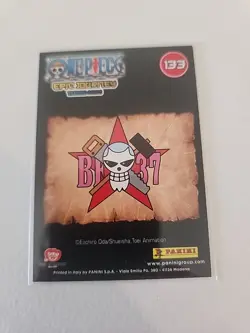 ONE PIECE
133
EPIC JOURNEY
BF 37
©Eiichiro Oda/Shueisha, Toei Animation
PANINI
www.paninigroup.com
Printed in Italy by PANINI S.p.A. - Viale Emilio Po, 380 - 41126 Modena